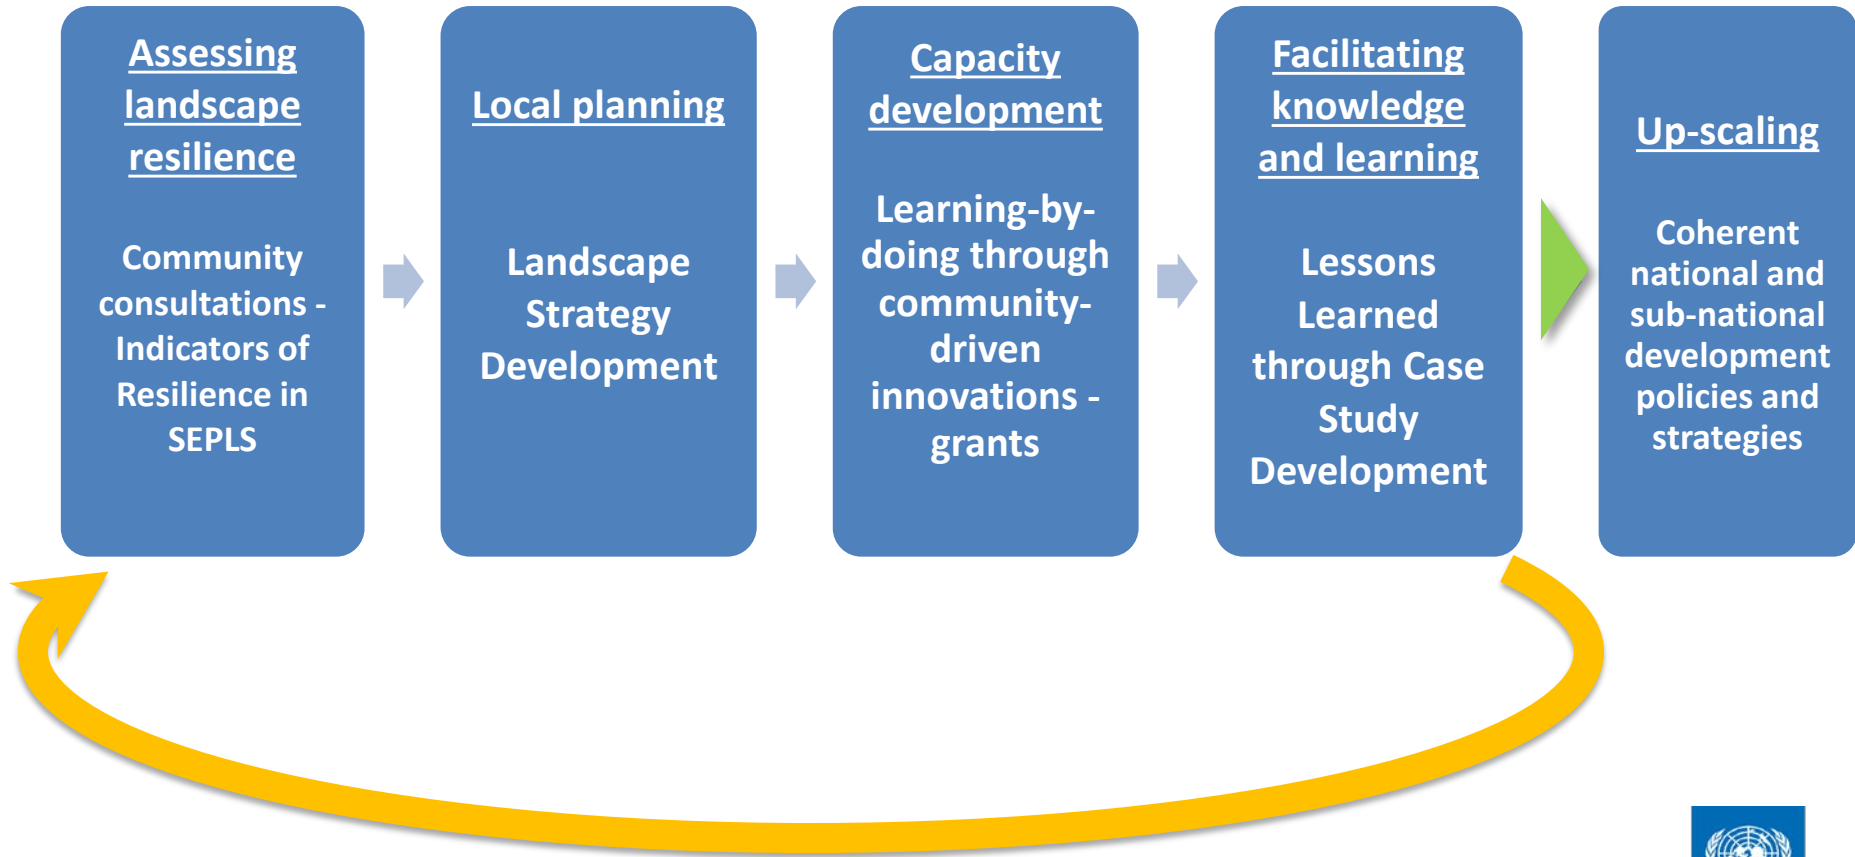 Assessing
landscape
resilience
Community
consultations -
Indicators of
Resilience in
SEPLS
Local planning
Landscape
Strategy
Development
Capacity
development
Learning-by-
doing through
community-
driven
innovations -
grants
Facilitating
knowledge
and learning
Lessons
Learned
through Case
Study
Development
Up-scaling
Coherent
national and
sub-national
development
policies and
strategies